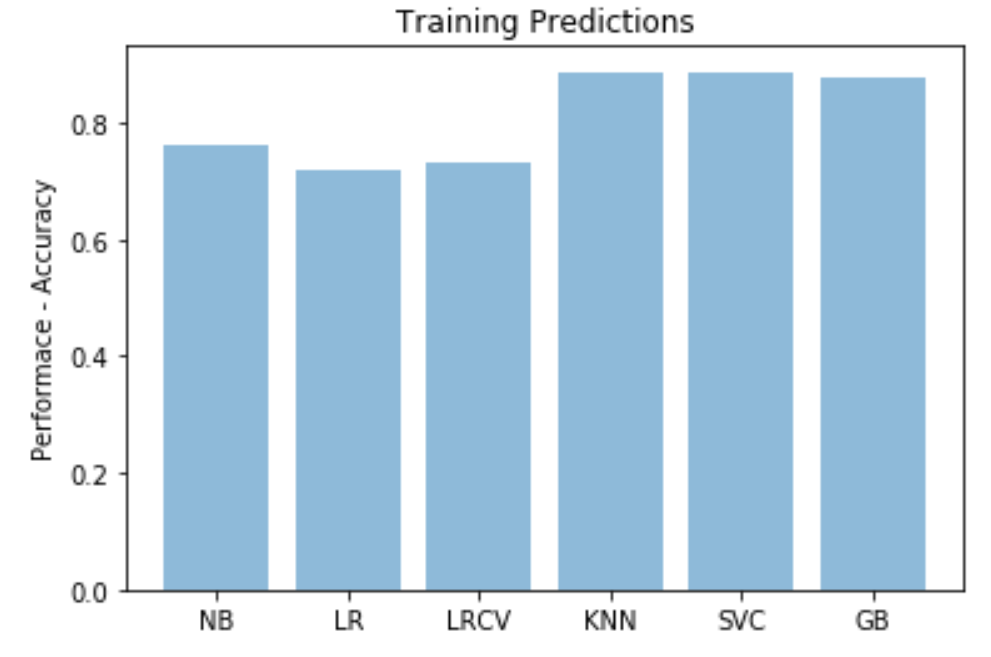 Training Predictions
Performace - Accuracy
0.8
0.6
0.4
0.2
0.0
NB LR LRCV KNN SVC GB